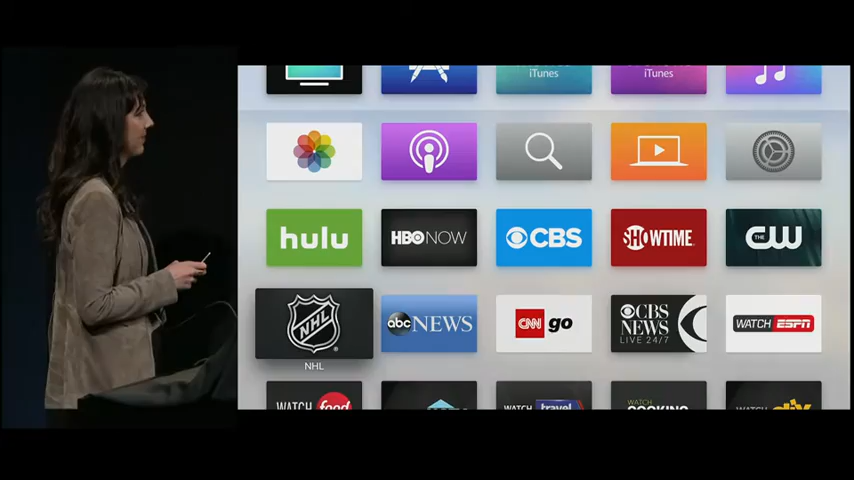 iTunes
iTunes
hulu
HBO NOW
CBS
SHOWTIME
THE CW
NHL
abc NEWS
CNN go
CBS NEWS
LIVE 24/7
WATCH ESPN
NHL
WATCH food
WATCH travel
WATCH COOKING
WATCH diy